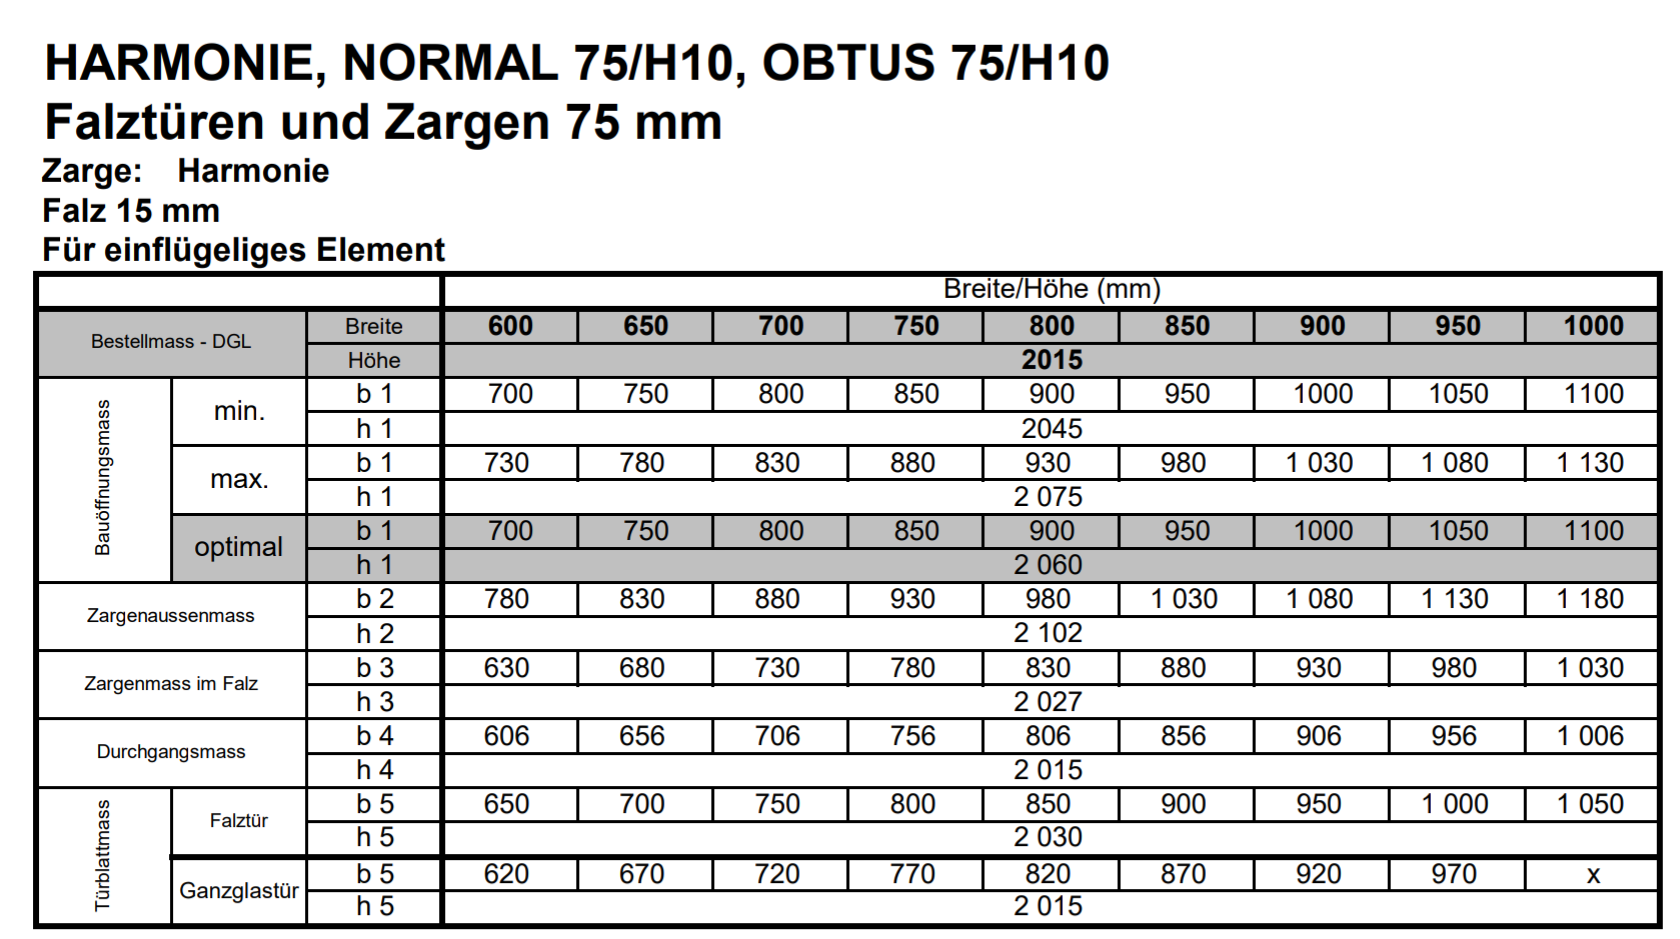 HARMONIE, NORMAL 75/H10, OBTUS 75/H10
Falztüren und Zargen 75 mm
Zarge: Harmonie
Falz 15 mm
Für einflügeliges Element
Breite/Höhe (mm)
Bestellmass - DGL
Breite 600 650 700 750 800 850 900 950 1000
Höhe 2015
Bauöffnungsmass
min.
b 1 700 750 800 850 900 950 1000 1050 1100
h 1 2045
max.
b 1 730 780 830 880 930 980 1 030 1 080 1 130
h 1 2 075
optimal
b 1 700 750 800 850 900 950 1000 1050 1100
h 1 2 060
Zargenaussenmass
b 2 780 830 880 930 980 1 030 1 080 1 130 1 180
h 2 2 102
Zargenmass im Falz
b 3 630 680 730 780 830 880 930 980 1 030
h 3 2 027
Durchgangsmass
b 4 606 656 706 756 806 856 906 956 1 006
h 4 2 015
Türblattmass
Falztür
b 5 650 700 750 800 850 900 950 1 000 1 050
h 5 2 030
Ganzglastür
b 5 620 670 720 770 820 870 920 970 x
h 5 2 015